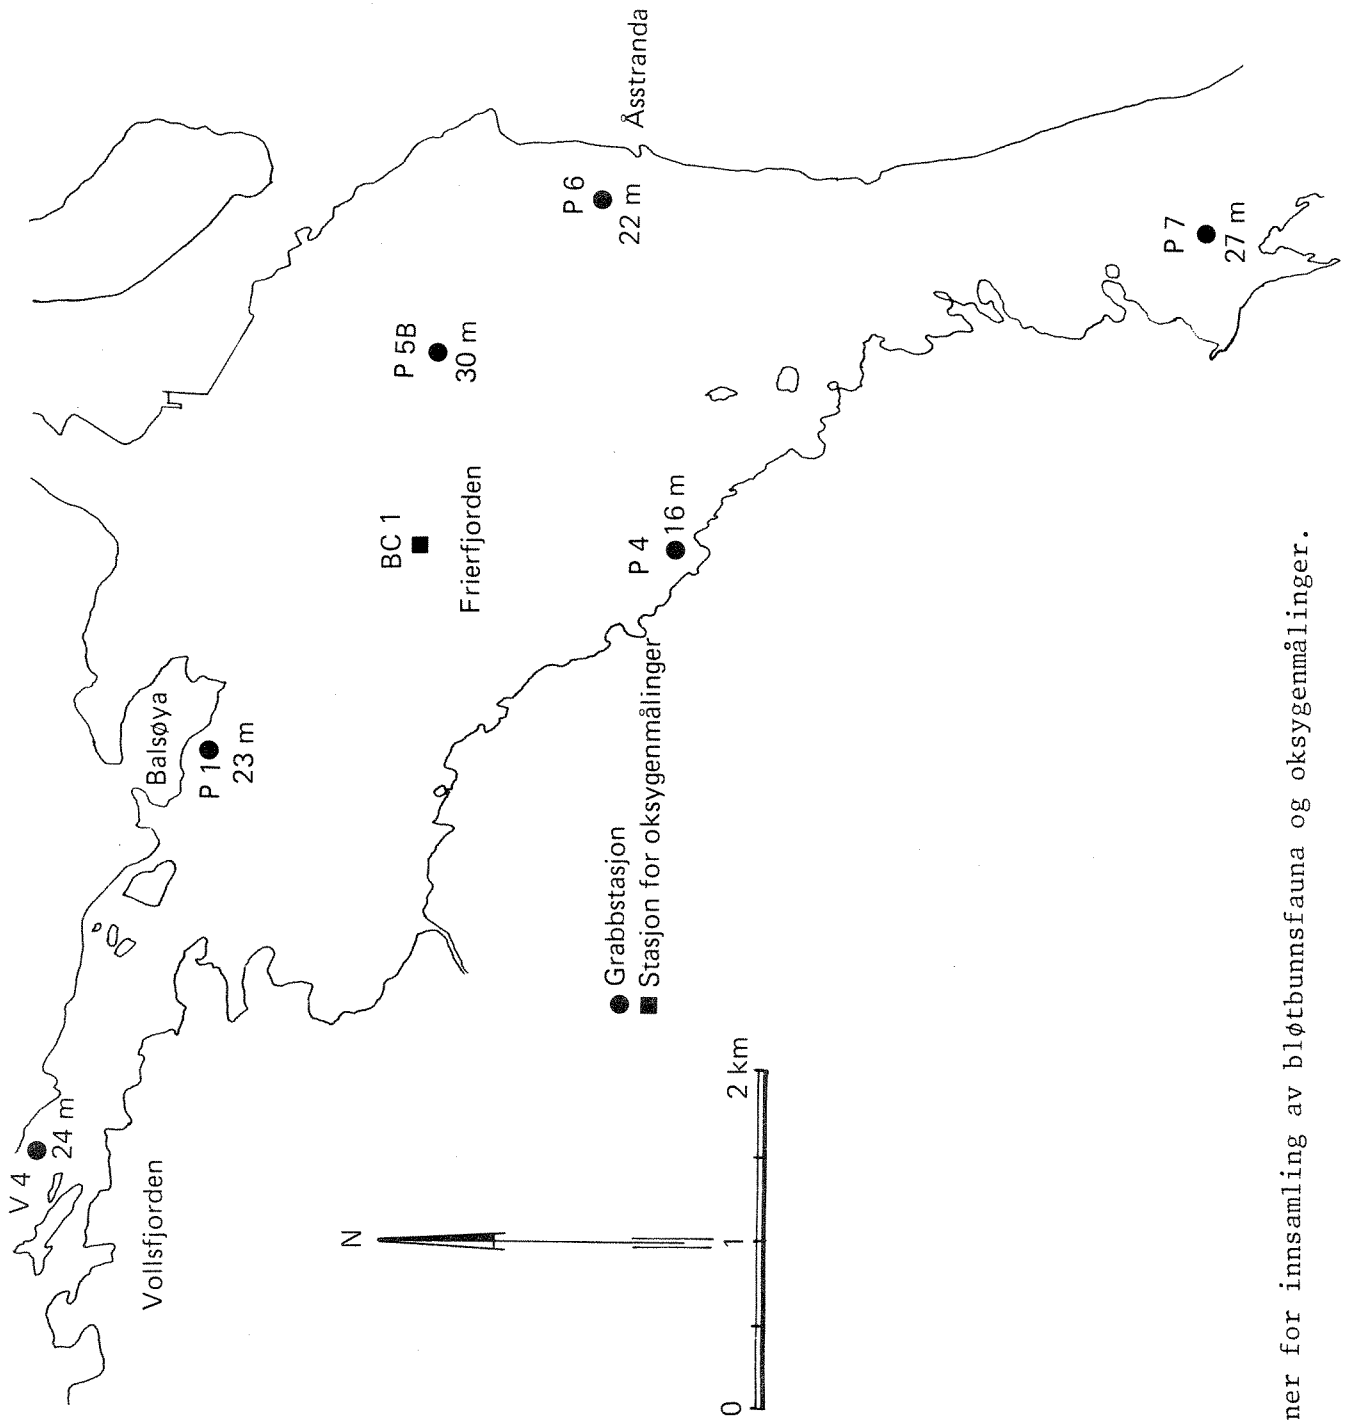 V 4
24 m
Vollsfjorden
Balsøya
P 1
23 m
BC 1
Frierfjorden
P 5B
30 m
P 6
22 m
Åsstranda
P 4
16 m
P 7
27 m
N
Grabbstasjon
Stasjon for oksygenmålinger
0 1 2 km
ner for innsamling av bløtbunnsfauna og oksygenmålinger.